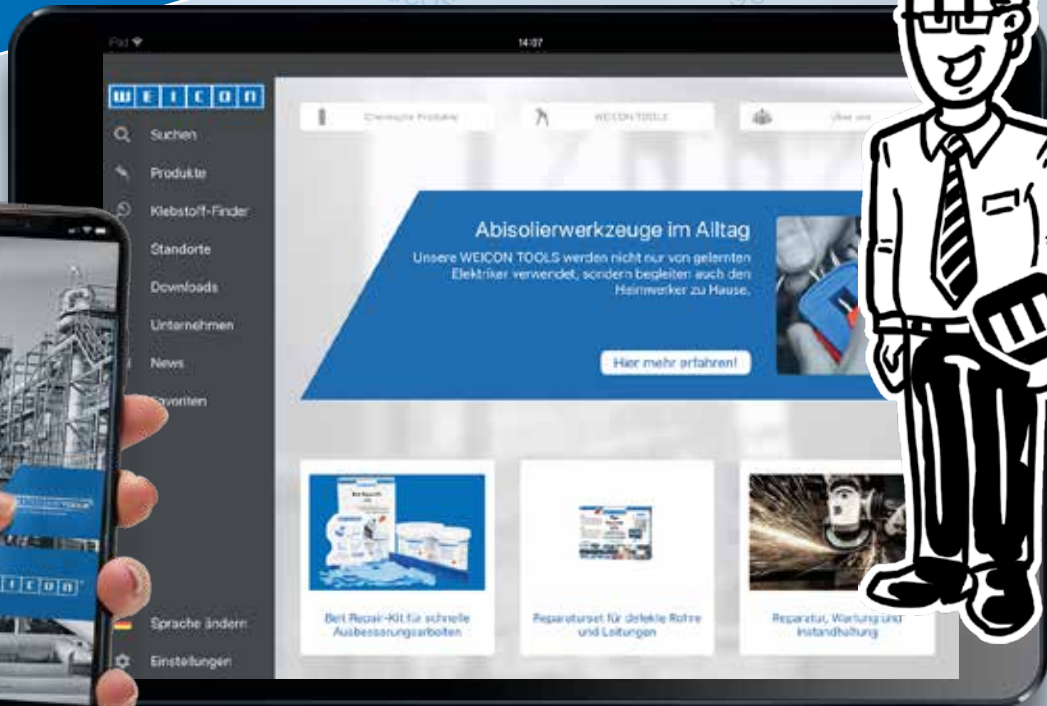 iPad
14:07
WEICON
Suchen
Produkte
Klebstoff-Finder
Standorte
Downloads
Unternehmen
News
Favoriten
Sprache ändern
Einstellungen
Chemische Produkte
WEICON TOOLS
Über uns
Abisolierwerkzeuge im Alltag
Unsere WEICON TOOLS werden nicht nur von gelernten
Elektriker verwendet, sondern begleiten auch den
Heimwerker zu Hause.
Hier mehr erfahren!
Belt Repair-Kit für schnelle
Ausbesserungsarbeiten
Reparaturset für defekte Rohre
und Leitungen
Reparatur, Wartung und
Instandhaltung